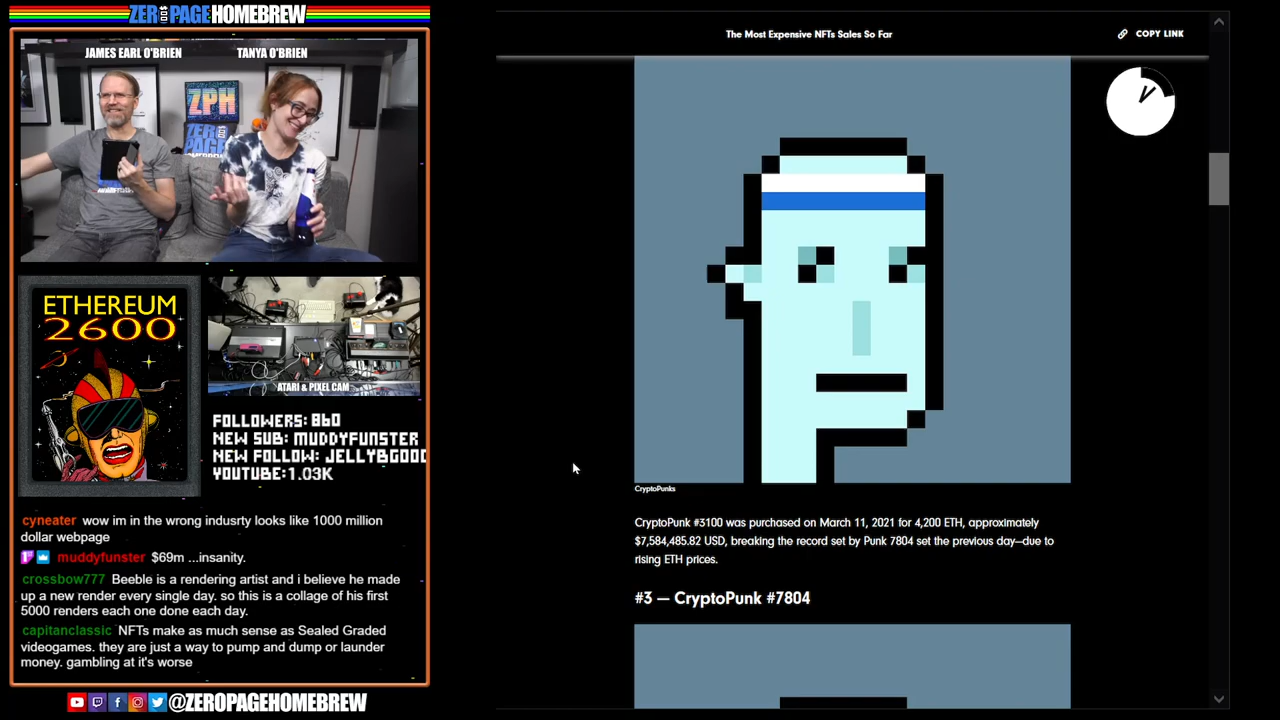 ZEROPAGEHOMEBREW
JAMES EARL O'BRIEN
TANYA O'BRIEN
ZPH
ETHEREUM
2600
ATARI & PIXEL CAM
FOLLOWERS: 860
NEW SUB: MUDDYFUNSTER
NEW FOLLOW: JELLYBGOOD
YOUTUBE:1.03K
cyneater wow im in the wrong indusrty looks like 1000 million
dollar webpage
muddyfunster $69m ...insanity.
crossbow777 Beeble is a rendering artist and i believe he made
up a new render every single day. so this is a collage of his first
5000 renders each one done each day.
capitanclassic NFTs make as much sense as Sealed Graded
videogames. they are just a way to pump and dump or launder
money. gambling at it's worse
@ZEROPAGEHOMEBREW
The Most Expensive NFTs Sales So Far
COPY LINK
CryptoPunks
CryptoPunk #3100 was purchased on March 11, 2021 for 4,200 ETH, approximately
$7,584,485.82 USD, breaking the record set by Punk 7804 set the previous day—due to
rising ETH prices.
#3 — CryptoPunk #7804